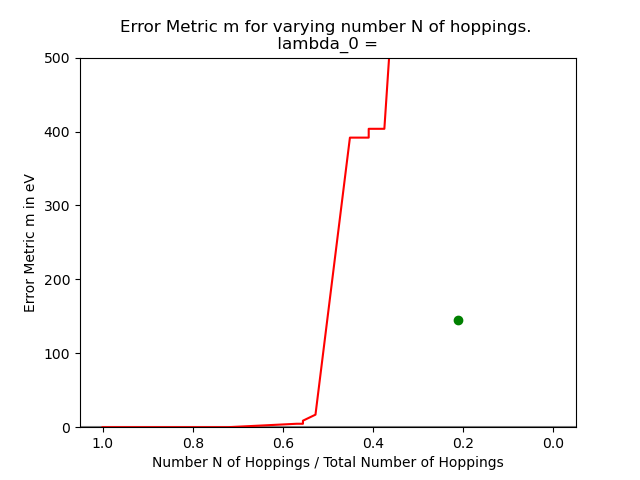 Error Metric m for varying number N of hoppings.
lambda_0 =
500
400
300
200
100
0
Error Metric m in eV
1.0 0.8 0.6 0.4 0.2 0.0
Number N of Hoppings / Total Number of Hoppings